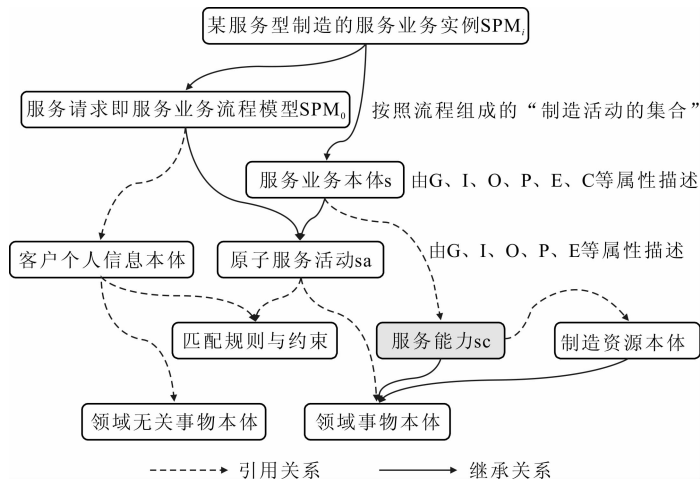 某服务型制造的服务业务实例SPMi
服务请求即服务业务流程模型SPM0
按照流程组成的“制造活动的集合”
服务业务本体s
由G、I、O、P、E、C等属性描述
由G、I、O、P、E等属性描述
客户个人信息本体
原子服务活动sa
匹配规则与约束
服务能力sc
制造资源本体
领域无关事物本体
领域事物本体
引用关系
继承关系